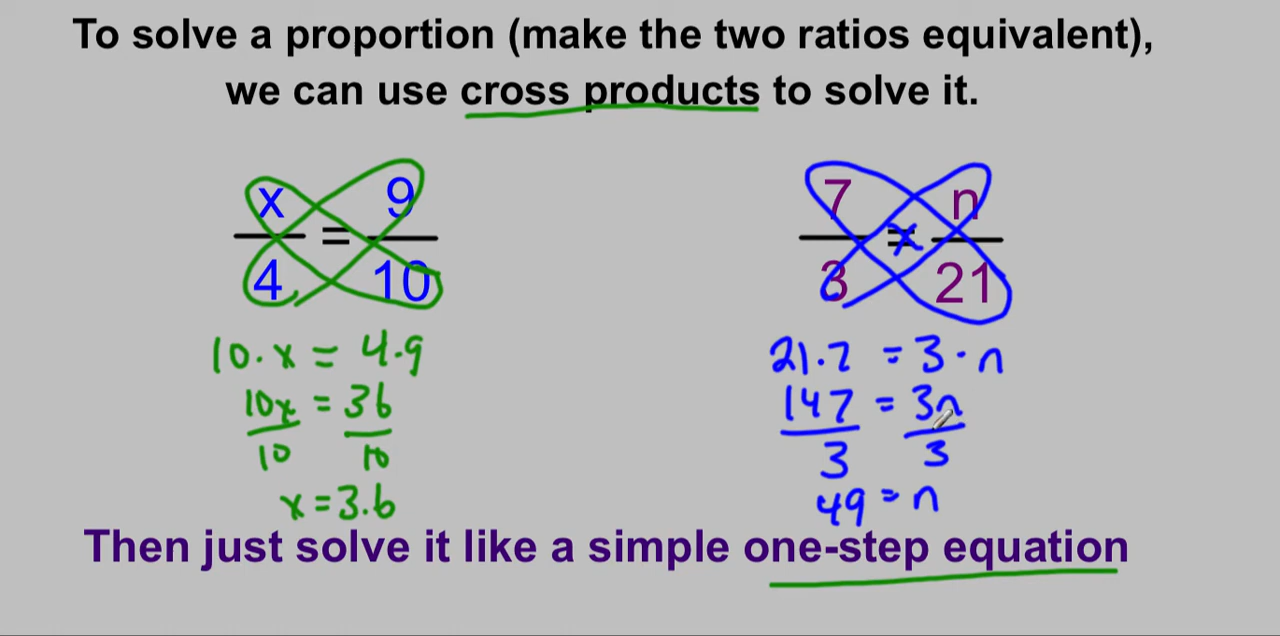 To solve a proportion (make the two ratios equivalent),
we can use cross products to solve it.
x/4 = 9/10
10·x = 4·9
10x/10 = 36/10
x=3.6
7/3 = n/21
21·7 = 3·n
147/3 = 3n/3
49=n
Then just solve it like a simple one-step equation